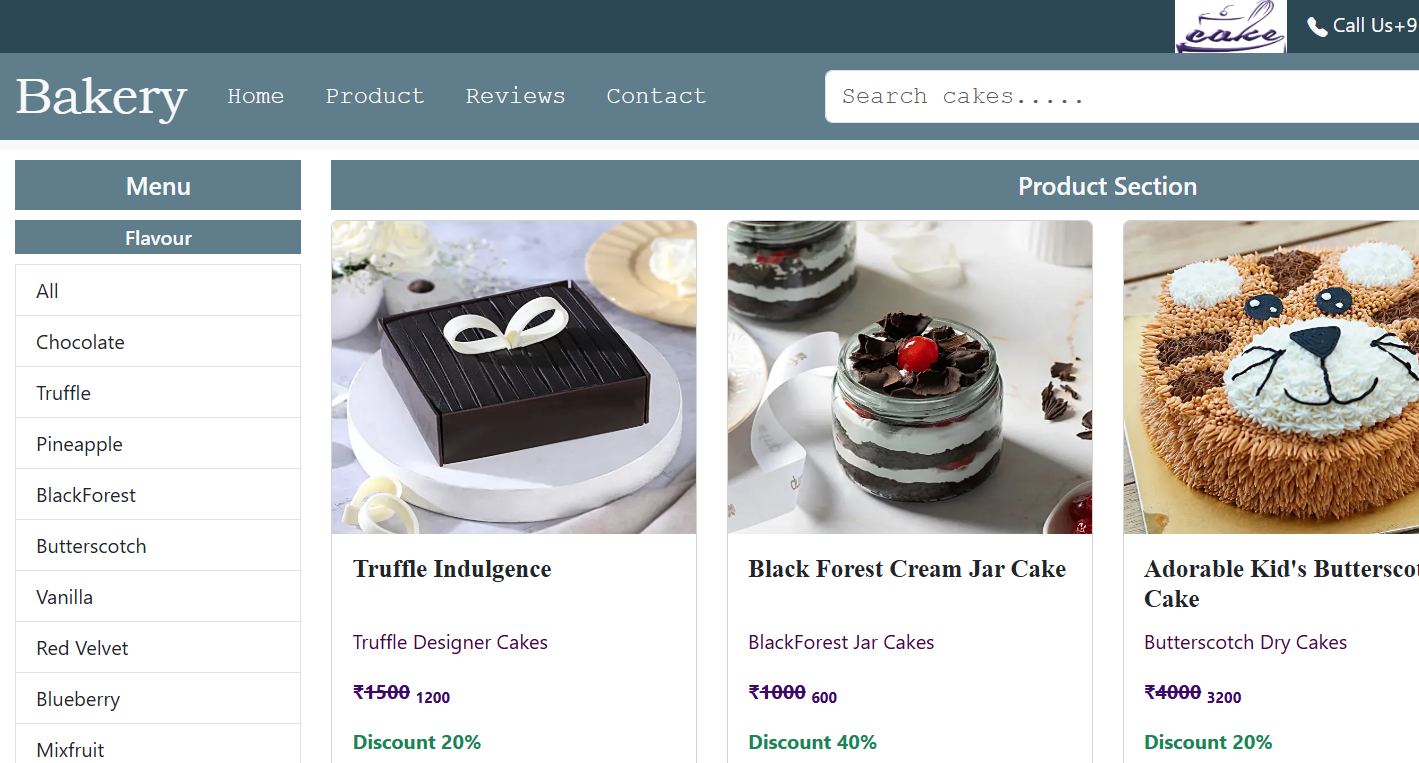 cake
Call Us+9
Bakery
Home
Product
Reviews
Contact
Search cakes.....
Menu
Flavour
All
Chocolate
Truffle
Pineapple
BlackForest
Butterscotch
Vanilla
Red Velvet
Blueberry
Mixfruit
Product Section
Truffle Indulgence
Truffle Designer Cakes
₹1500 1200
Discount 20%
Black Forest Cream Jar Cake
BlackForest Jar Cakes
₹1000 600
Discount 40%
Adorable Kid's Butterscot
Cake
Butterscotch Dry Cakes
₹4000 3200
Discount 20%